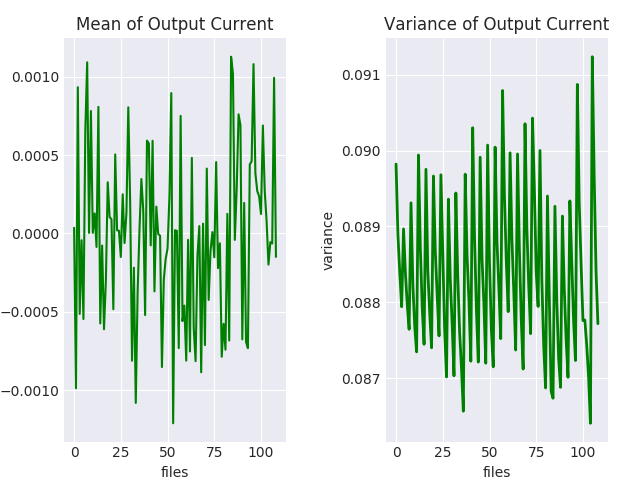 Mean of Output Current
0.0010
0.0005
0.0000
−0.0005
−0.0010
0 25 50 75 100
files
Variance of Output Current
variance
0.091
0.090
0.089
0.088
0.087
0 25 50 75 100
files